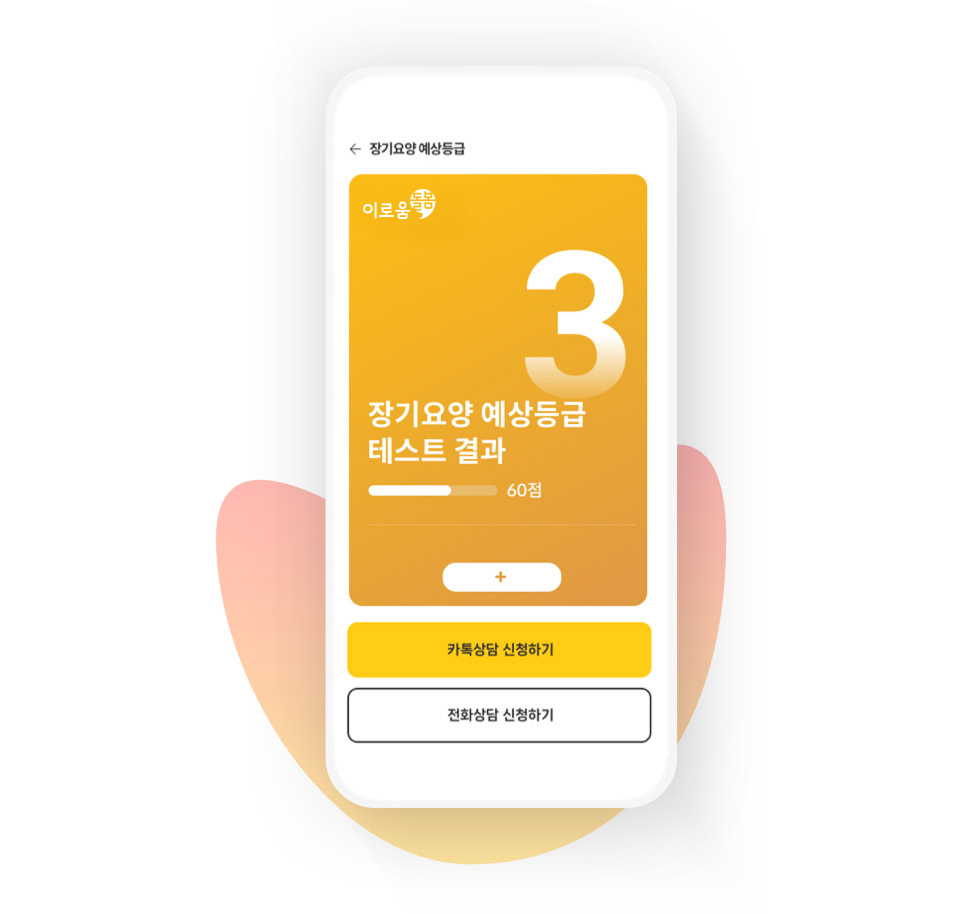 ← 장기요양 예상등급
이로움돌봄
3
장기요양 예상등급
테스트 결과
60점
+
카톡상담 신청하기
전화상담 신청하기